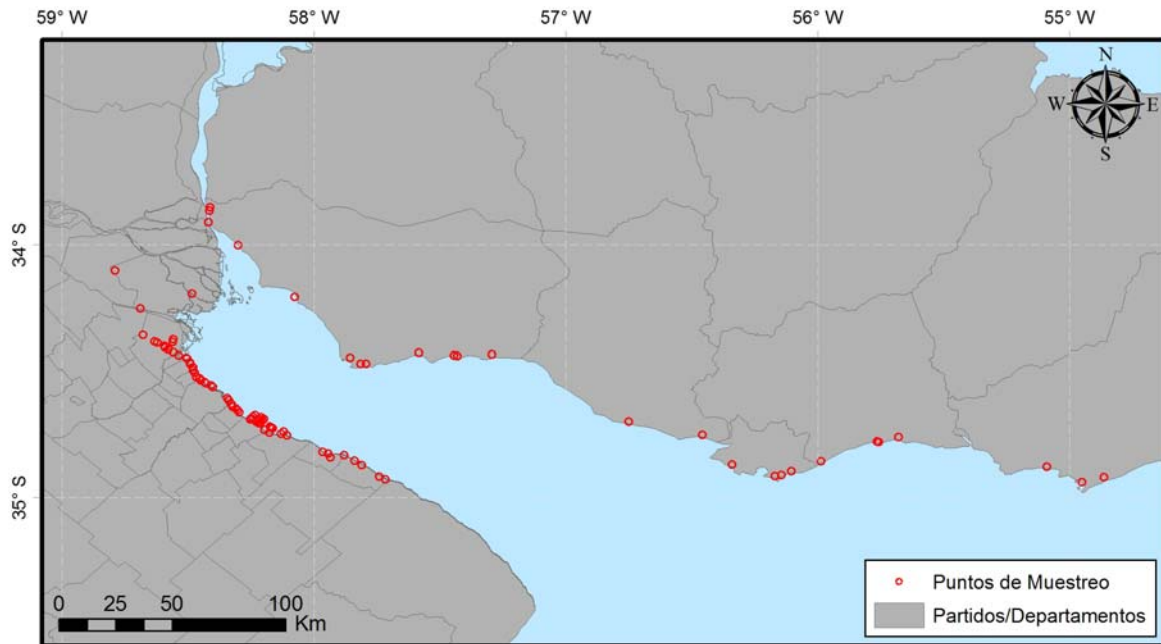 59° W 58° W 57° W 56° W 55° W
N
W E
S
34° S
35° S
0 25 50 100
Km
Puntos de Muestreo
Partidos/Departamentos